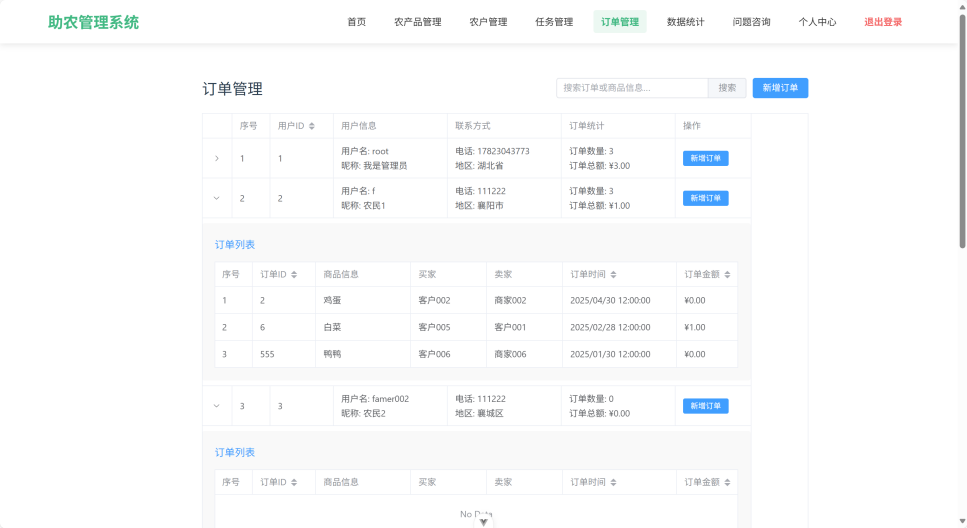 助农管理系统 首页 农产品管理 农户管理 任务管理 订单管理 数据统计 问题咨询 个人中心 退出登录
订单管理 搜索订单或商品信息... 搜索 新增订单
序号 用户ID 用户信息 联系方式 订单统计 操作
1 1 用户名: root 电话: 17823043773 订单数量: 3 新增订单
昵称: 我是管理员 地区: 湖北省 订单总额: ¥3.00
2 2 用户名: f 电话: 111222 订单数量: 3 新增订单
昵称: 农民1 地区: 襄阳市 订单总额: ¥1.00
订单列表
序号 订单ID 商品信息 买家 卖家 订单时间 订单金额
1 2 鸡蛋 客户002 商家002 2025/04/30 12:00:00 ¥0.00
2 6 白菜 客户005 客户001 2025/02/28 12:00:00 ¥1.00
3 555 鸭鸭 客户006 商家006 2025/01/30 12:00:00 ¥0.00
3 3 用户名: famer002 电话: 111222 订单数量: 0 新增订单
昵称: 农民2 地区: 襄城区 订单总额: ¥0.00
订单列表
序号 订单ID 商品信息 买家 卖家 订单时间 订单金额
No Data